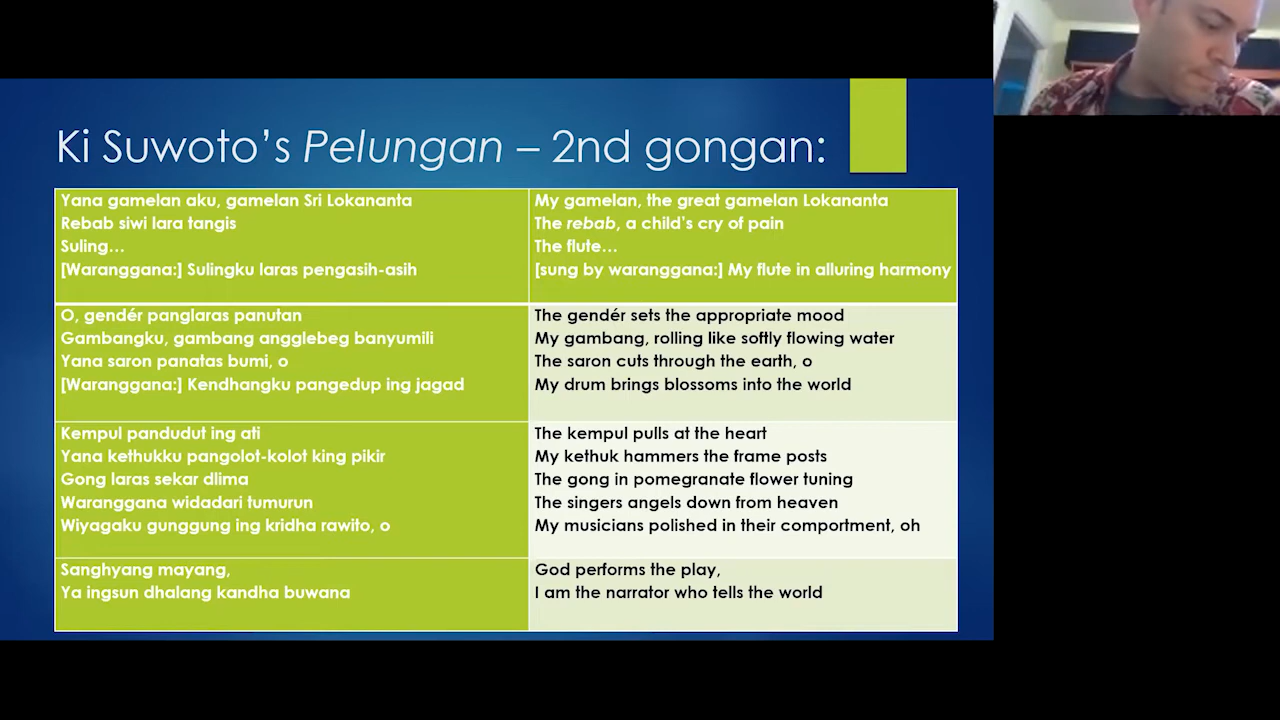 Ki Suwoto's Pelungan – 2nd gongan:
Yana gamelan aku, gamelan Sri Lokananta
Rebab siwi lara tangis
Suling…
[Waranggana:] Sulingku laras pengasih-asih
My gamelan, the great gamelan Lokananta
The rebab, a child's cry of pain
The flute…
[sung by waranggana:] My flute in alluring harmony
O, gendér panglaras panutan
Gambangku, gambang angglebeg banyumili
Yana saron panatas bumi, o
[Waranggana:] Kendhangku pangedup ing jagad
The gendér sets the appropriate mood
My gambang, rolling like softly flowing water
The saron cuts through the earth, o
My drum brings blossoms into the world
Kempul pandudut ing ati
Yana kethukku pangolot-kolot king pikir
Gong laras sekar dlima
Waranggana widadari tumurun
Wiyagaku gunggung ing kridha rawito, o
The kempul pulls at the heart
My kethuk hammers the frame posts
The gong in pomegranate flower tuning
The singers angels down from heaven
My musicians polished in their comportment, oh
Sanghyang mayang,
Ya ingsun dhalang kandha buwana
God performs the play,
I am the narrator who tells the world